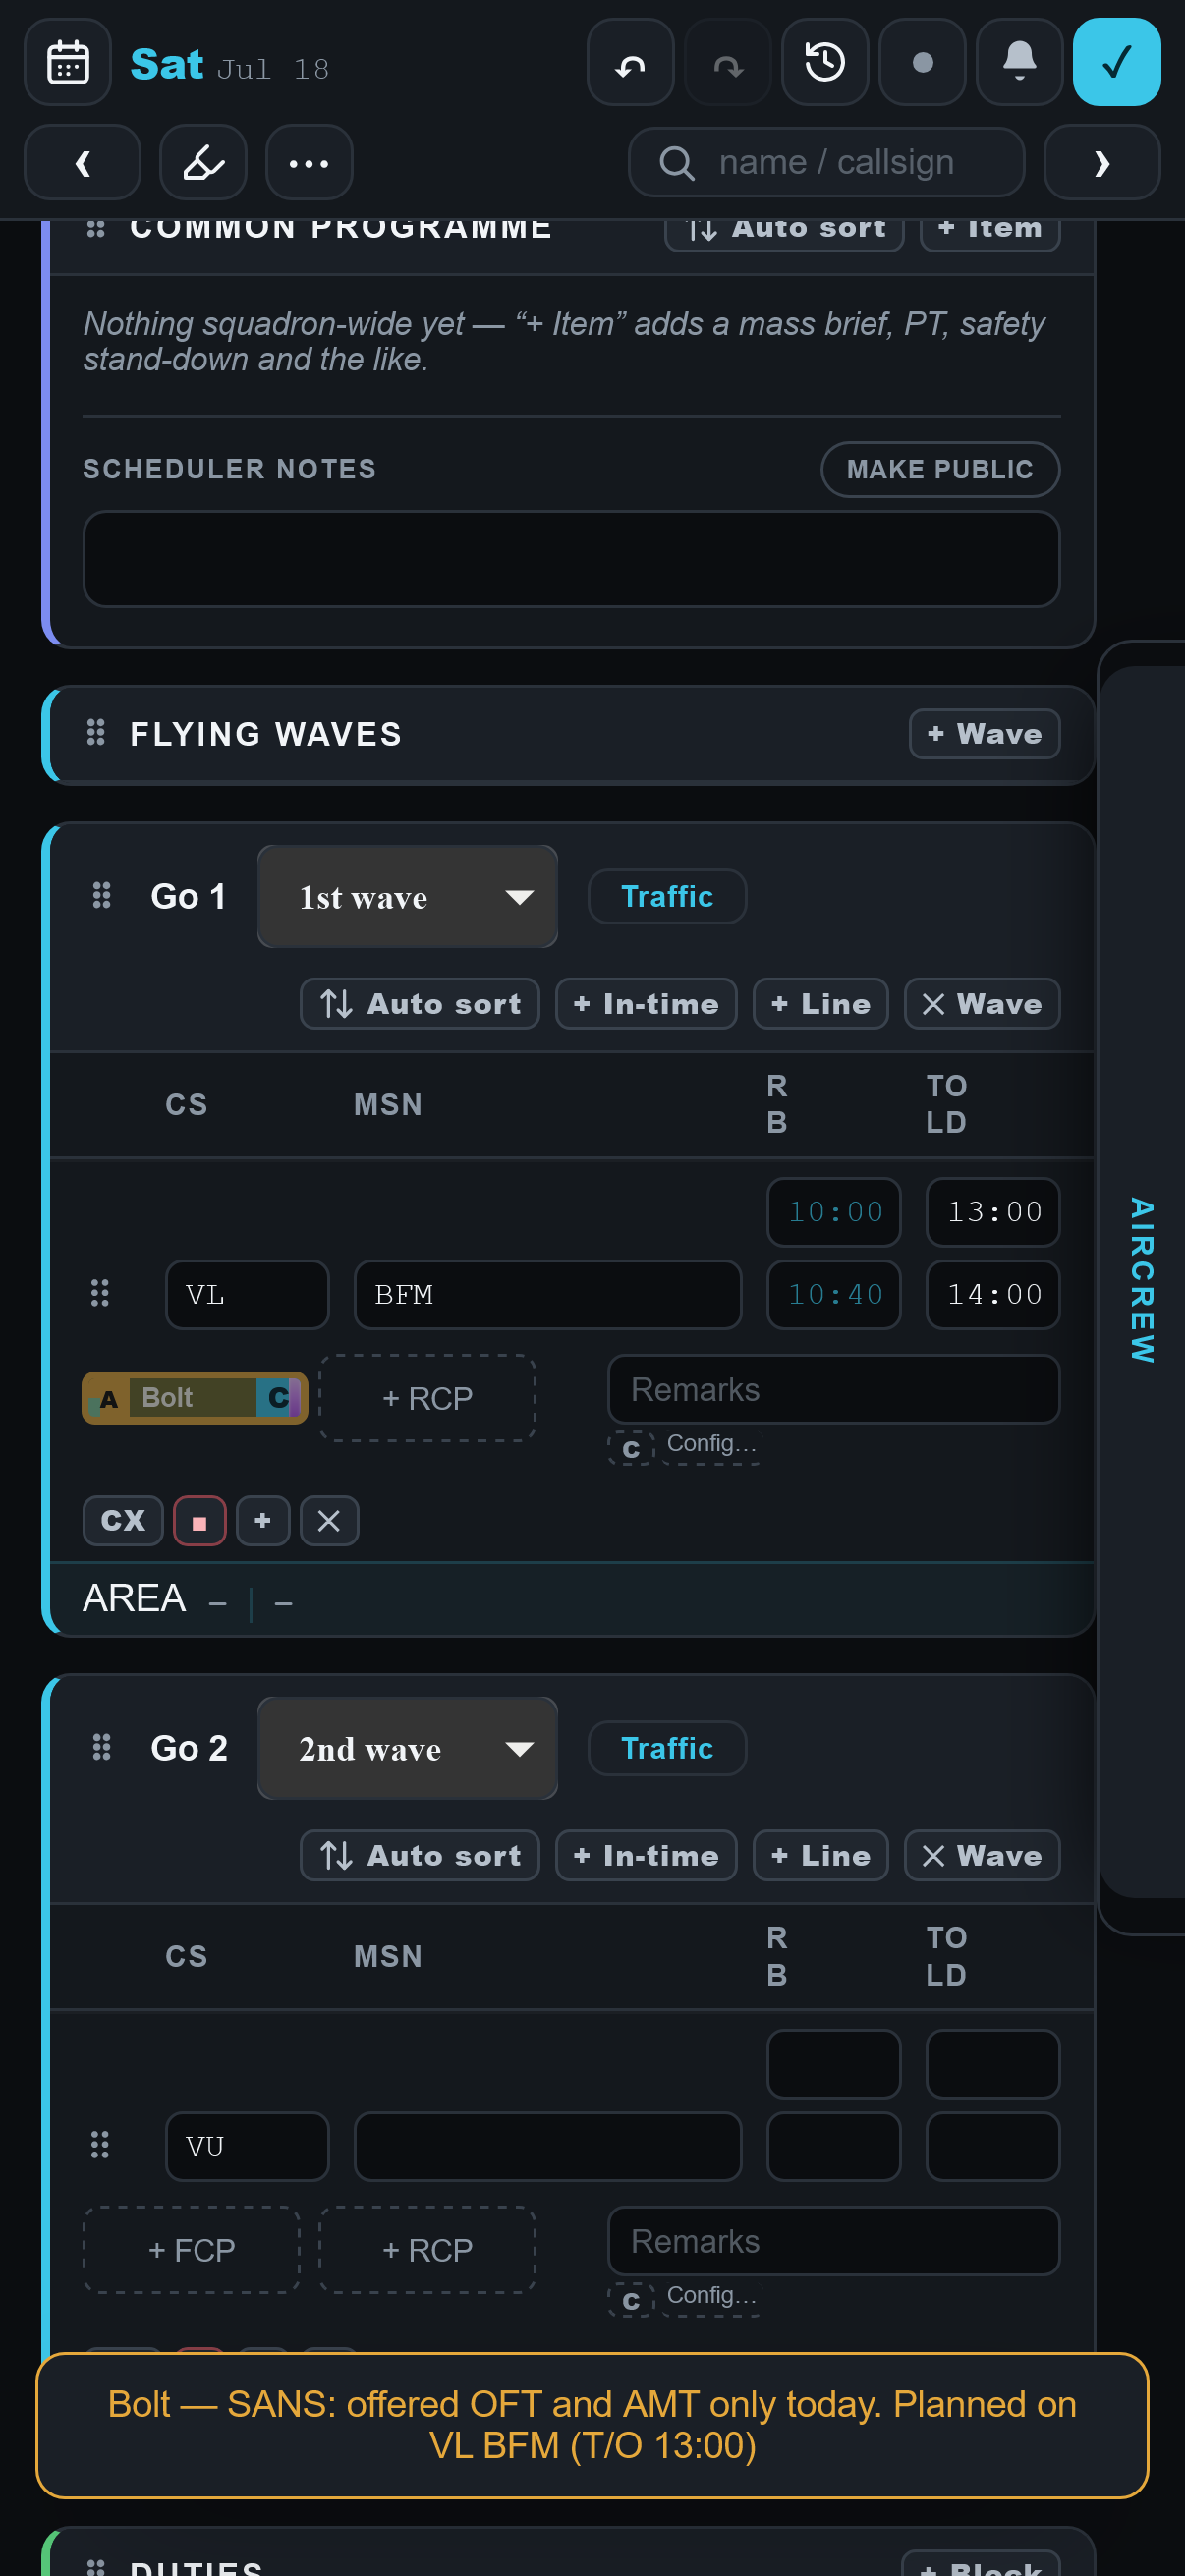 Sat Jul 18
name / callsign
COMMON PROGRAMME Auto sort + Item
Nothing squadron-wide yet — “+ Item” adds a mass brief, PT, safety
stand-down and the like.
SCHEDULER NOTES MAKE PUBLIC
FLYING WAVES + Wave
Go 1 1st wave Traffic
Auto sort + In-time + Line × Wave
CS MSN R TO
B LD
10:00 13:00
VL BFM 10:40 14:00
A Bolt C + RCP Remarks
C Config...
CX + ×
AREA – | –
AIRCREW
Go 2 2nd wave Traffic
Auto sort + In-time + Line × Wave
CS MSN R TO
B LD
VU
+ FCP + RCP Remarks
C Config...
Bolt — SANS: offered OFT and AMT only today. Planned on
VL BFM (T/O 13:00)
DUTIES + Block